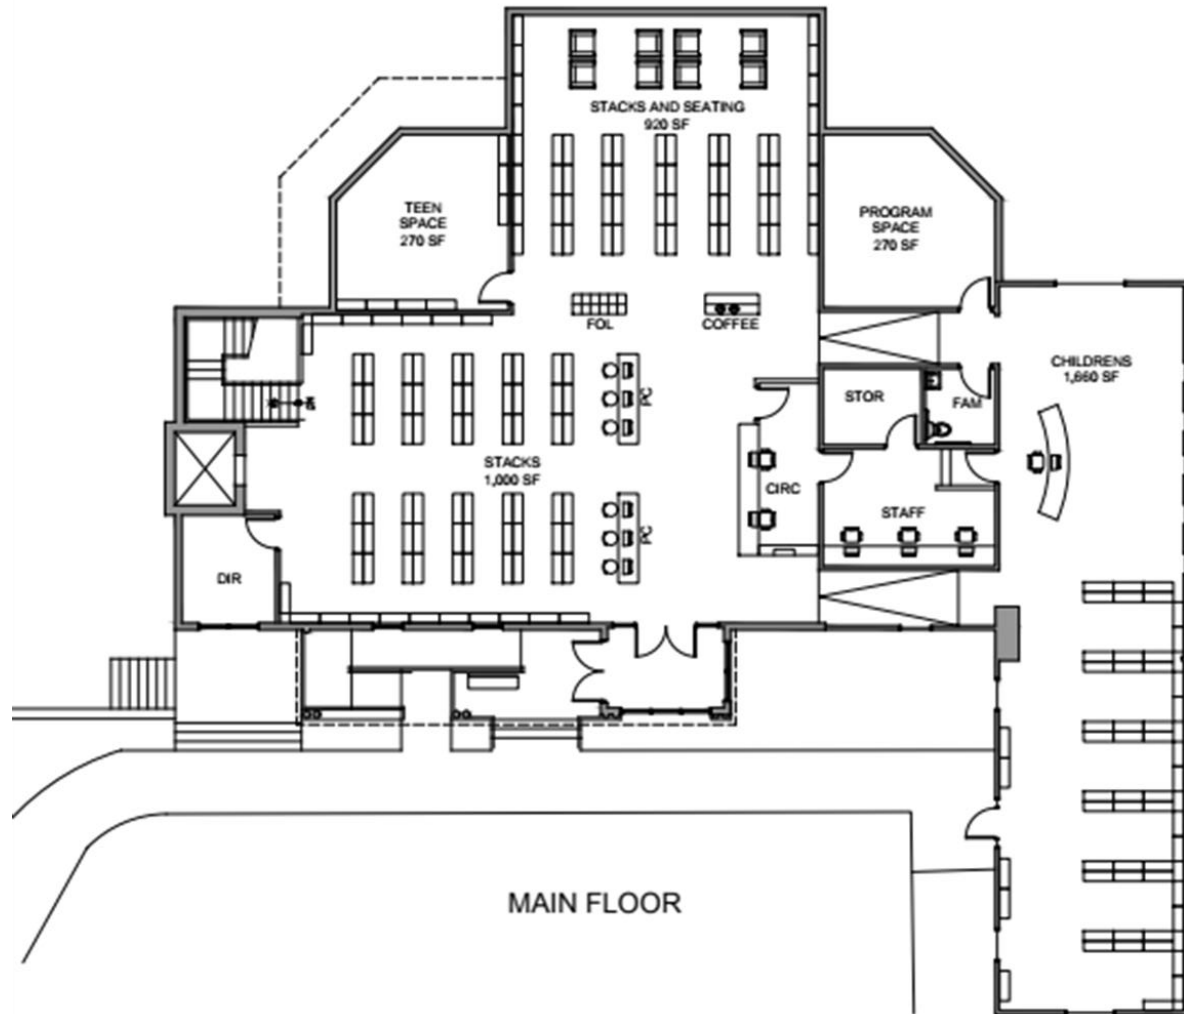 STACKS AND SEATING
920 SF
TEEN
SPACE
270 SF
PROGRAM
SPACE
270 SF
FOL
COFFEE
CHILDRENS
1,660 SF
STOR
FAM
PC
STACKS
1,000 SF
CIRC
STAFF
PC
DIR
MAIN FLOOR